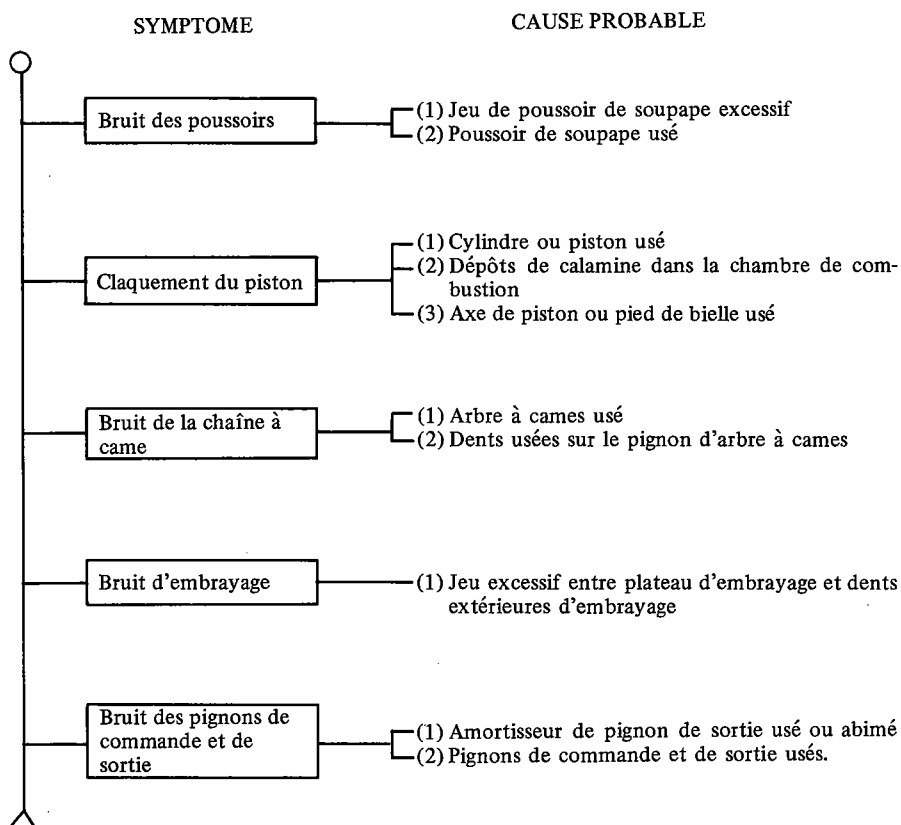 SYMPTOME
CAUSE PROBABLE
Bruit des poussoirs
(1) Jeu de poussoir de soupape excessif
(2) Poussoir de soupape usé
Claquement du piston
(1) Cylindre ou piston usé
(2) Dépôts de calamine dans la chambre de com-
bustion
(3) Axe de piston ou pied de bielle usé
Bruit de la chaîne à
came
(1) Arbre à cames usé
(2) Dents usées sur le pignon d'arbre à cames
Bruit d'embrayage
(1) Jeu excessif entre plateau d'embrayage et dents
extérieures d'embrayage
Bruit des pignons de
commande et de
sortie
(1) Amortisseur de pignon de sortie usé ou abimé
(2) Pignons de commande et de sortie usés.